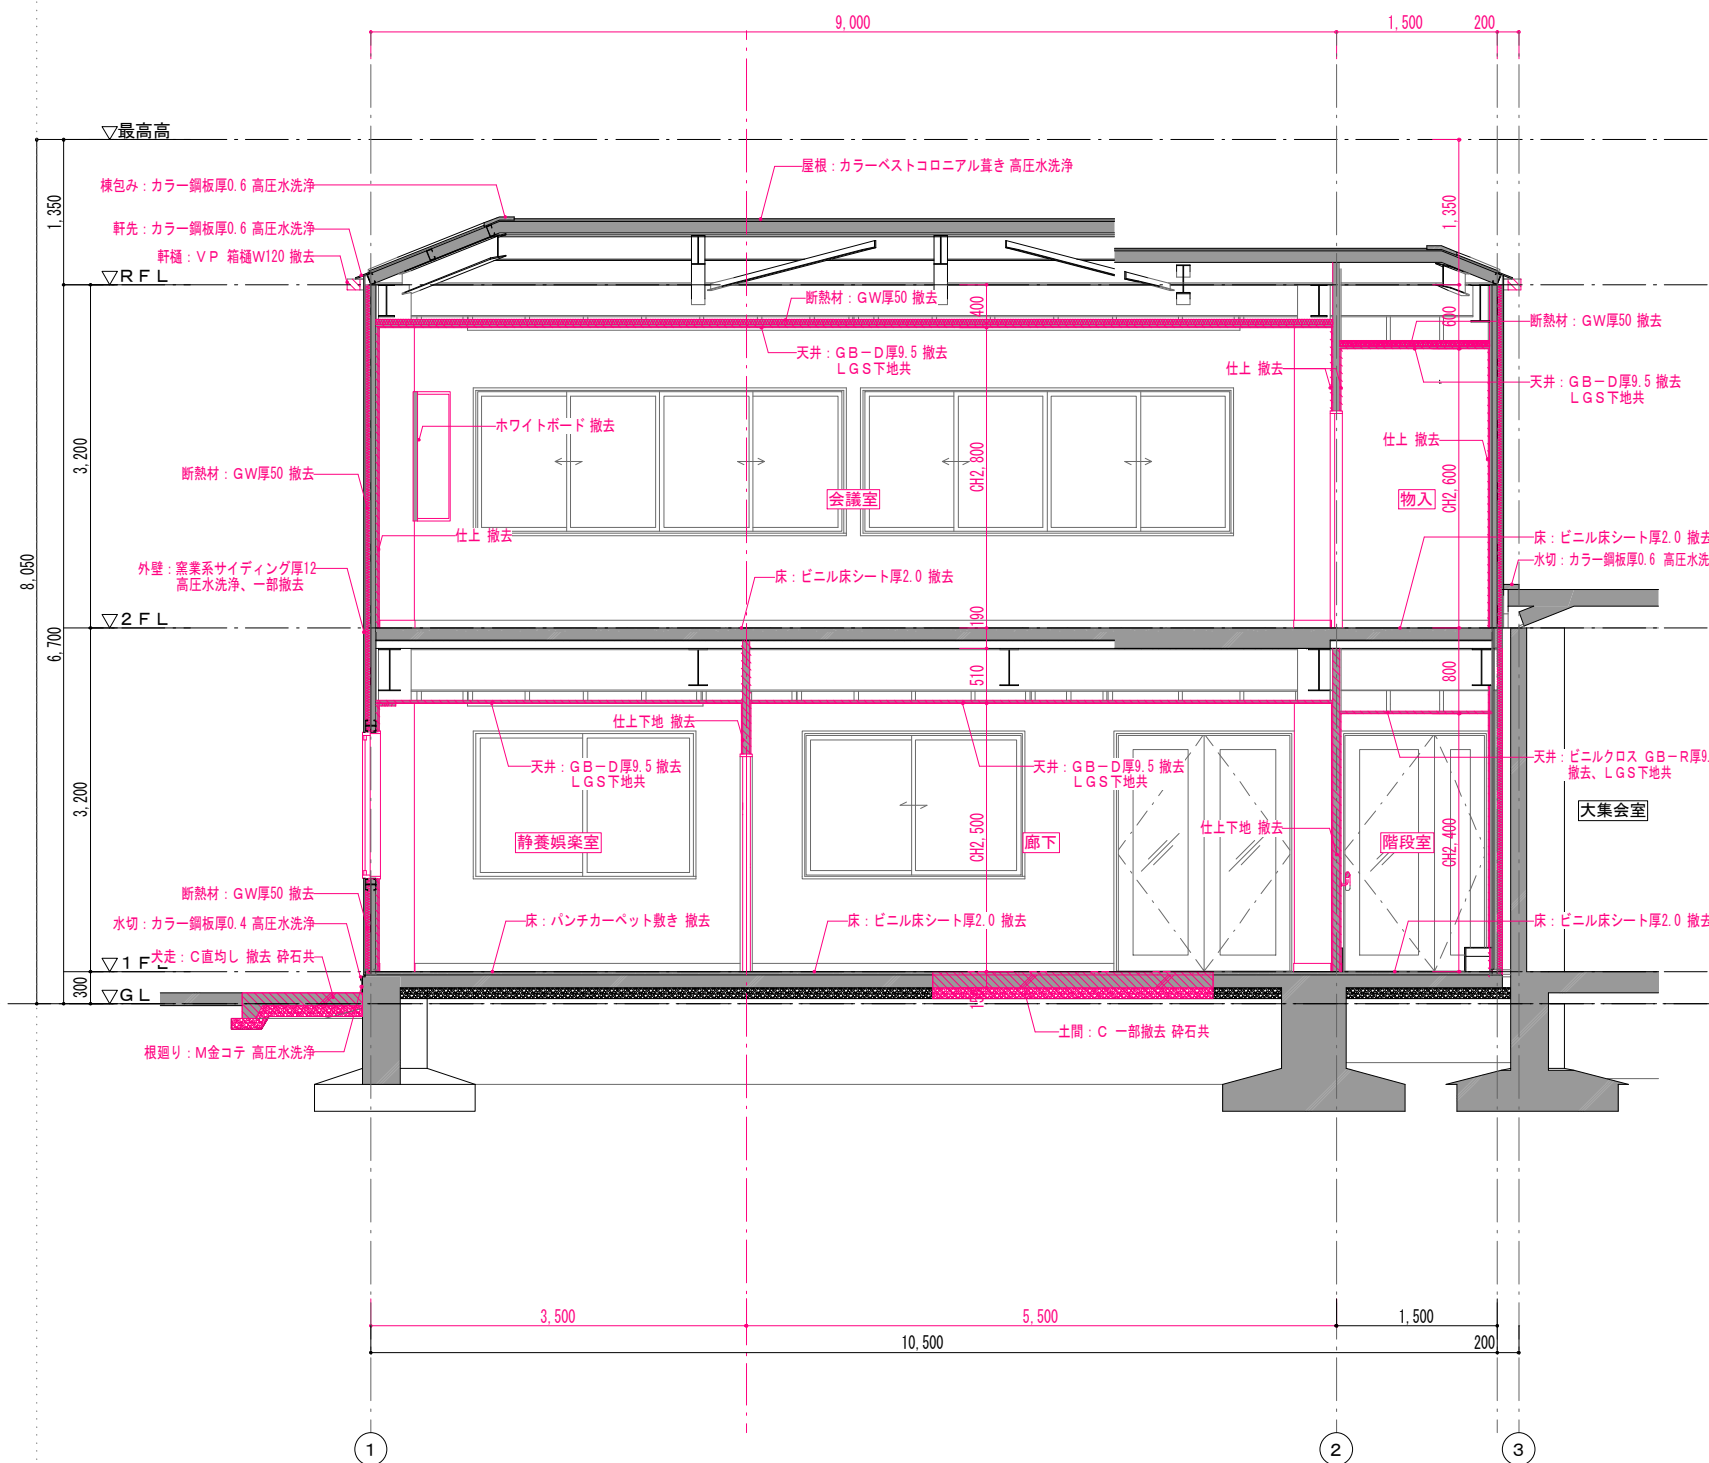 9,000
1,500
200
▽最高高
屋根：カラーベストコロニアル葺き 高圧水洗浄
棟包み：カラー鋼板厚0.6 高圧水洗浄
1,350
1,350
軒先：カラー鋼板厚0.6 高圧水洗浄
軒樋：ＶＰ 箱樋W120 撤去
▽ＲＦＬ
断熱材：ＧＷ厚50 撤去
400
600
断熱材：ＧＷ厚50 撤去
天井：ＧＢ－Ｄ厚9.5 撤去
ＬＧＳ下地共
仕上 撤去
天井：ＧＢ－Ｄ厚9.5 撤去
ＬＧＳ下地共
ホワイトボード 撤去
仕上 撤去
3,200
断熱材：ＧＷ厚50 撤去
CH2,800
CH2,600
会議室
物入
仕上 撤去
床：ビニル床シート厚2.0 撤去
水切：カラー鋼板厚0.6 高圧水洗
外壁：窯業系サイディング厚12
高圧水洗浄、一部撤去
床：ビニル床シート厚2.0 撤去
8,050
6,700
▽２ＦＬ
190
510
800
仕上下地 撤去
天井：ＧＢ－Ｄ厚9.5 撤去
ＬＧＳ下地共
天井：ＧＢ－Ｄ厚9.5 撤去
ＬＧＳ下地共
天井：ビニルクロス ＧＢ－Ｒ厚9.
撤去、ＬＧＳ下地共
3,200
大集会室
静養娯楽室
CH2,500
廊下
仕上下地 撤去
階段室
CH2,400
断熱材：ＧＷ厚50 撤去
水切：カラー鋼板厚0.4 高圧水洗浄
床：パンチカーペット敷き 撤去
床：ビニル床シート厚2.0 撤去
床：ビニル床シート厚2.0 撤去
犬走：Ｃ直均し 撤去 砕石共
▽１ＦＬ
300
▽ＧＬ
土間：Ｃ 一部撤去 砕石共
根廻り：Ｍ金コテ 高圧水洗浄
3,500
5,500
1,500
10,500
200
1
2
3